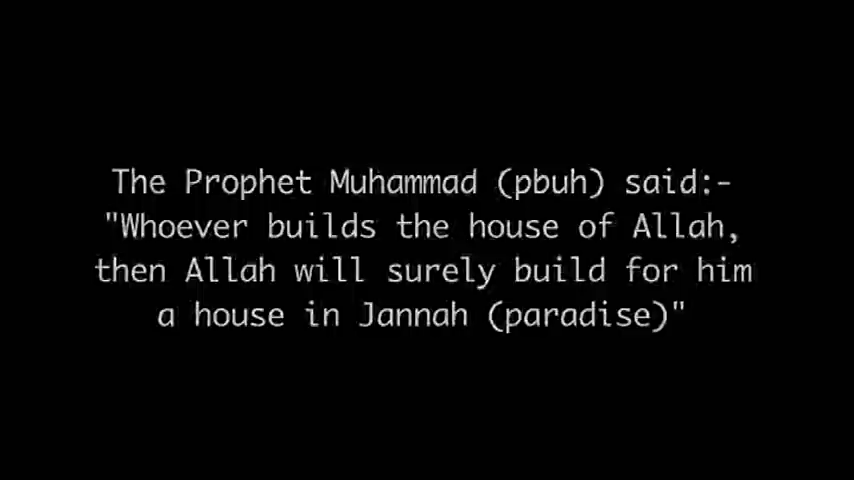 The Prophet Muhammad (pbuh) said:-
"Whoever builds the house of Allah,
then Allah will surely build for him
a house in Jannah (paradise)"